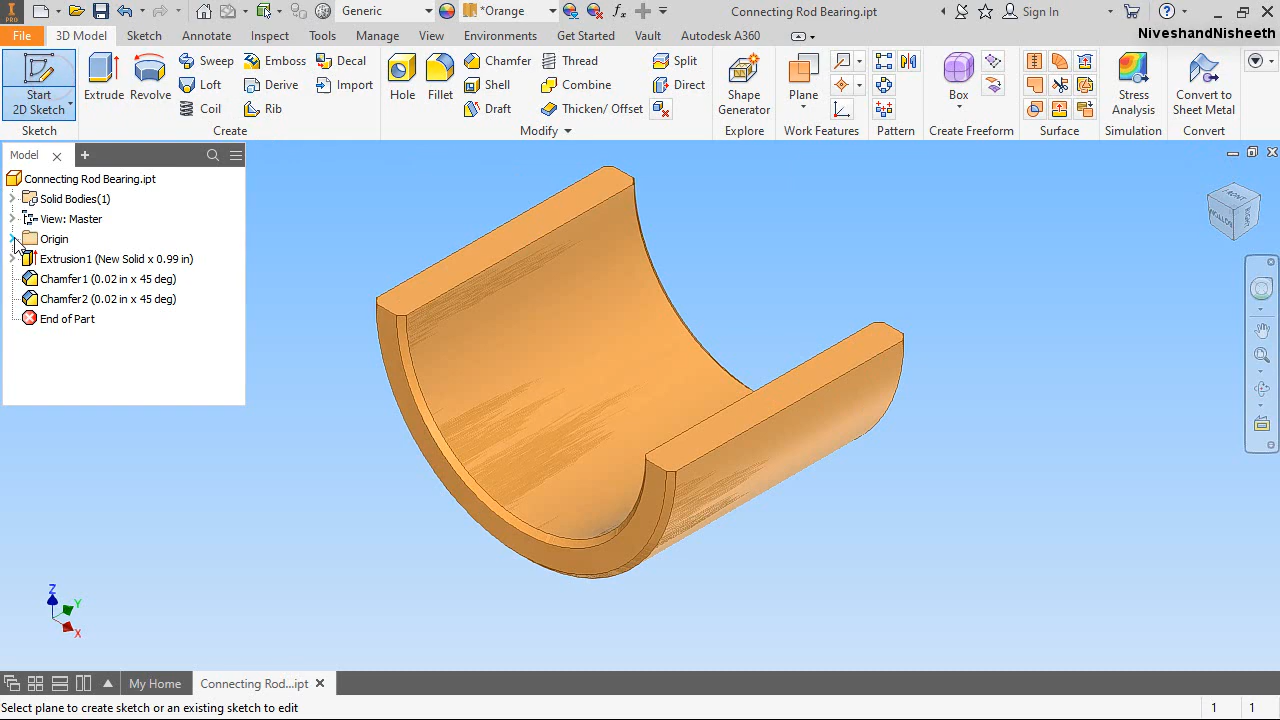 PRO
Generic
*Orange
Connecting Rod Bearing.ipt
Sign In
File
3D Model
Sketch
Annotate
Inspect
Tools
Manage
View
Environments
Get Started
Vault
Autodesk A360
NiveshandNisheeth
Start
2D Sketch
Extrude
Revolve
Sweep
Loft
Coil
Emboss
Derive
Rib
Decal
Import
Hole
Fillet
Chamfer
Shell
Draft
Thread
Combine
Thicken/ Offset
Split
Direct
Shape
Generator
Plane
Box
Stress
Analysis
Convert to
Sheet Metal
Sketch
Create
Modify
Explore
Work Features
Pattern
Create Freeform
Surface
Simulation
Convert
Model
Connecting Rod Bearing.ipt
Solid Bodies(1)
View: Master
Origin
Extrusion1 (New Solid x 0.99 in)
Chamfer1 (0.02 in x 45 deg)
Chamfer2 (0.02 in x 45 deg)
End of Part
FRONT
BOTTOM
Z
Y
X
My Home
Connecting Rod...ipt
Select plane to create sketch or an existing sketch to edit
1
1